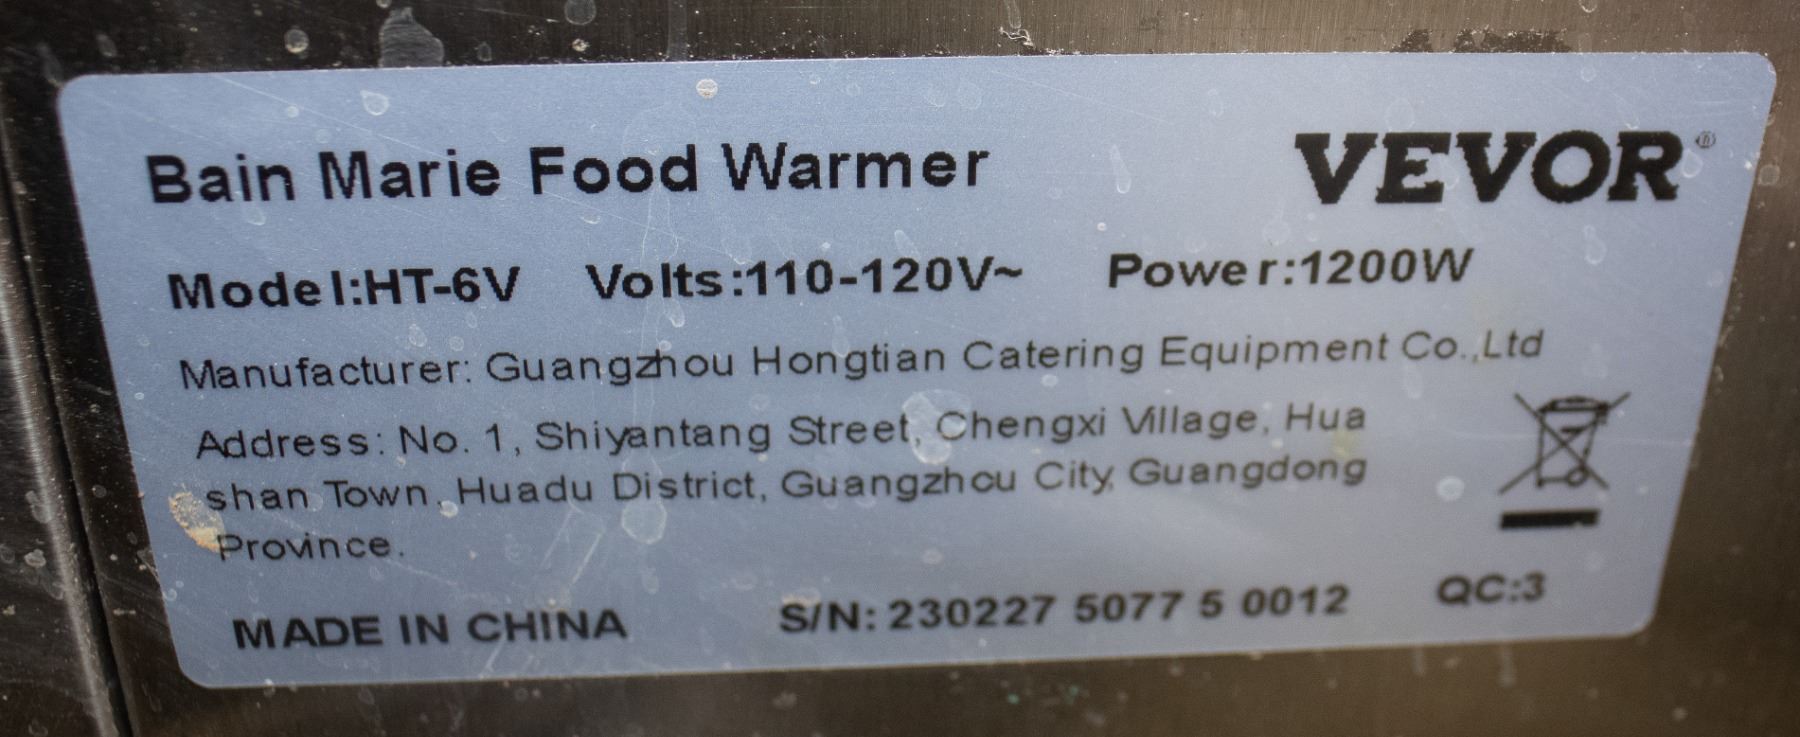 Bain Marie Food Warmer VEVOR®
Model:HT-6V Volts:110-120V~ Power:1200W
Manufacturer: Guangzhou Hongtian Catering Equipment Co.,Ltd
Address: No. 1, Shiyantang Street, Chengxi Village, Hua
shan Town, Huadu District, Guangzhou City, Guangdong
Province.
MADE IN CHINA S/N: 230227 5077 5 0012 QC:3